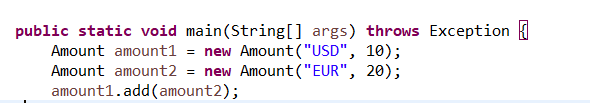 public static void main(String[] args) throws Exception {
Amount amount1 = new Amount("USD", 10);
Amount amount2 = new Amount("EUR", 20);
amount1.add(amount2);